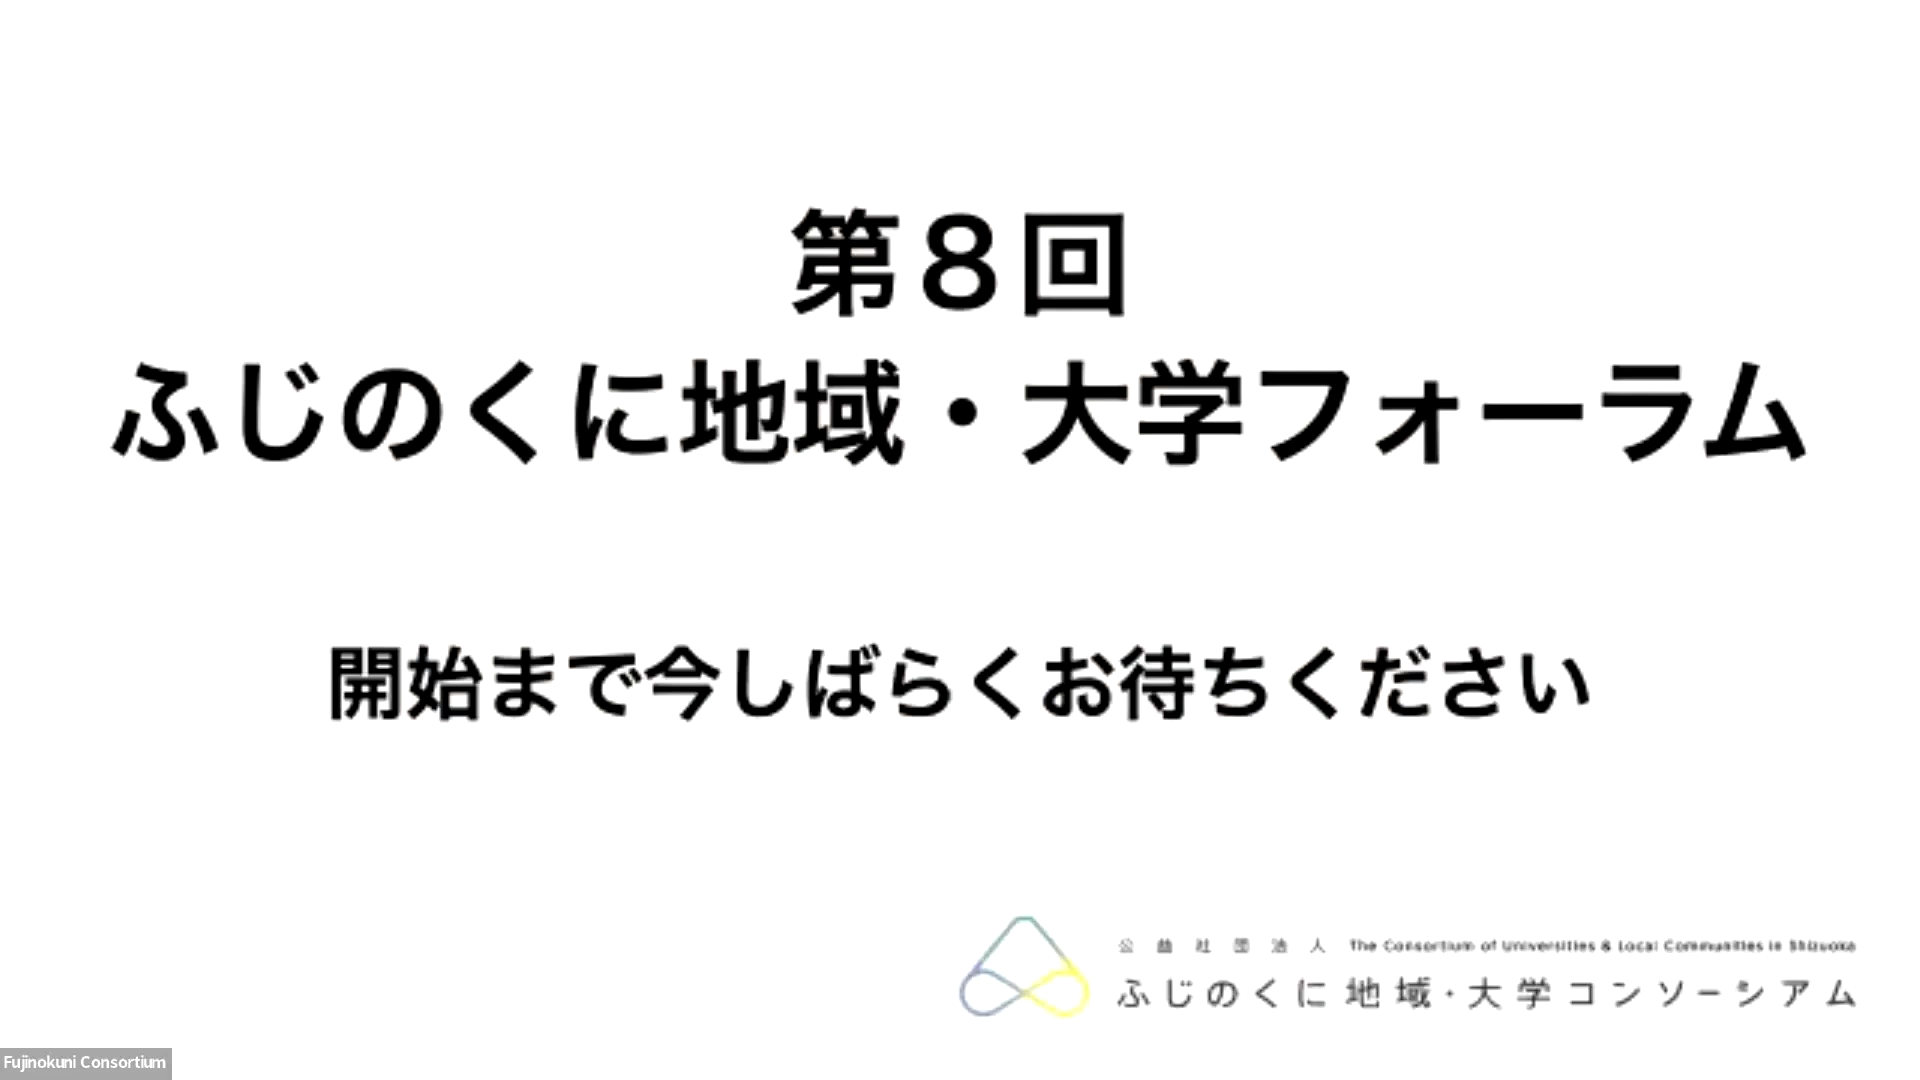 第8回
ふじのくに地域・大学フォーラム
開始まで今しばらくお待ちください
公益社団法人 The Consortium of Universities & Local Communities in Shizuoka
ふじのくに地域・大学コンソーシアム
Fujinokuni Consortium